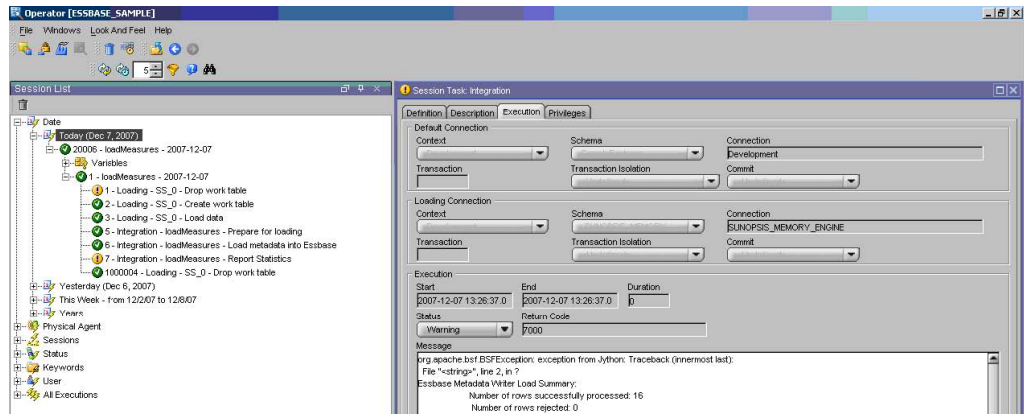 Operator [ESSBASE_SAMPLE]
File Windows Look And Feel Help
5
Session List
Date
Today (Dec 7, 2007)
20006 - loadMeasures - 2007-12-07
Variables
1 - loadMeasures - 2007-12-07
1 - Loading - SS_0 - Drop work table
2 - Loading - SS_0 - Create work table
3 - Loading - SS_0 - Load data
5 - Integration - loadMeasures - Prepare for loading
6 - Integration - loadMeasures - Load metadata into Essbase
7 - Integration - loadMeasures - Report Statistics
1000004 - Loading - SS_0 - Drop work table
Yesterday (Dec 6, 2007)
This Week - from 12/2/07 to 12/8/07
Years
Physical Agent
Sessions
Status
Keywords
User
All Executions
Session Task: Integration
Definition Description Execution Privileges
Default Connection
Context Schema Connection
Development
Transaction Transaction Isolation Commit
Loading Connection
Context Schema Connection
SUNOPSIS_MEMORY_ENGINE
Transaction Transaction Isolation Commit
Execution
Start End Duration
2007-12-07 13:26:37.0 2007-12-07 13:26:37.0 0
Status Return Code
Warning 7000
Message
org.apache.bsf.BSFException: exception from Jython: Traceback (innermost last):
File "<string>", line 2, in ?
Essbase Metadata Writer Load Summary:
Number of rows successfully processed: 16
Number of rows rejected: 0